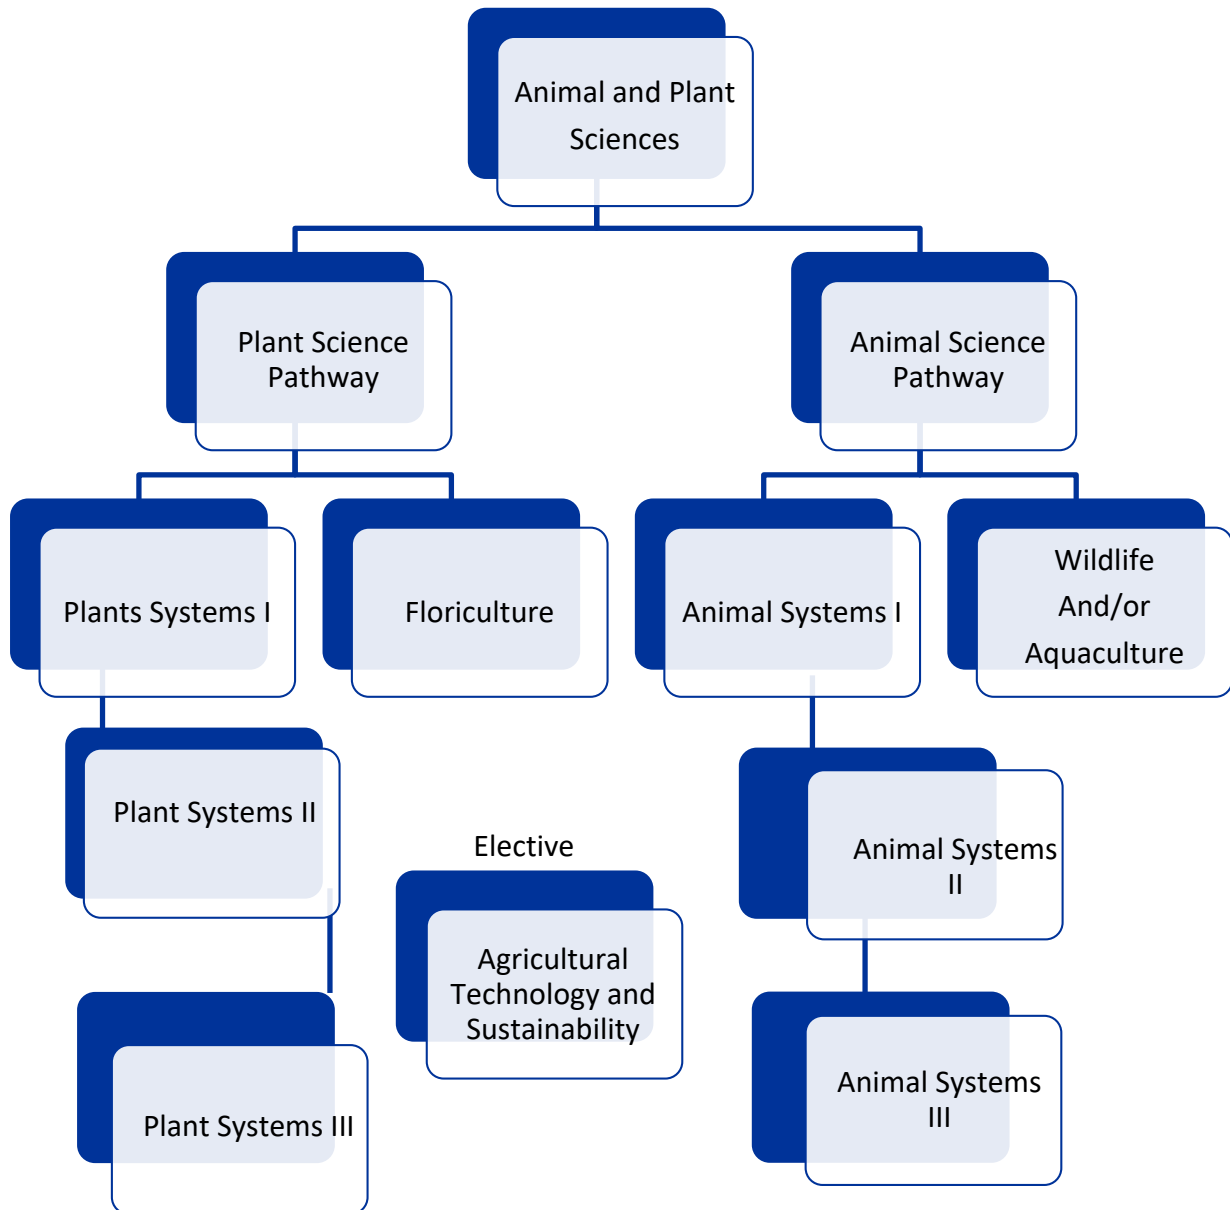 Animal and Plant
Sciences
Plant Science
Pathway
Animal Science
Pathway
Plants Systems I
Floriculture
Animal Systems I
Wildlife
And/or
Aquaculture
Plant Systems II
Elective
Animal Systems
II
Agricultural
Technology and
Sustainability
Plant Systems III
Animal Systems
III